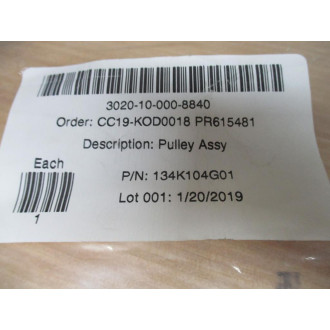 3020-10-000-8840
Order: CC19-KOD0018 PR615481
Description: Pulley Assy
Each
P/N: 134K104G01
Lot 001: 1/20/2019
1